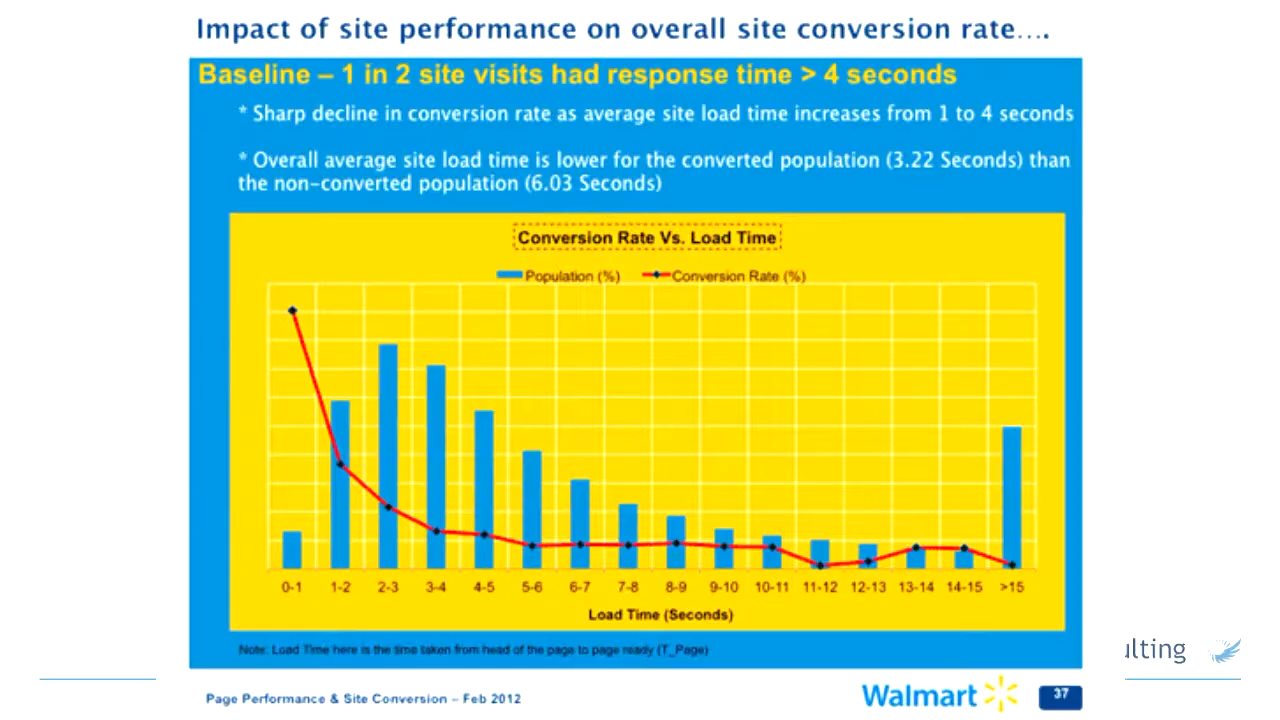 Impact of site performance on overall site conversion rate….
Baseline – 1 in 2 site visits had response time > 4 seconds
* Sharp decline in conversion rate as average site load time increases from 1 to 4 seconds
* Overall average site load time is lower for the converted population (3.22 Seconds) than
the non-converted population (6.03 Seconds)
Conversion Rate Vs. Load Time
Population (%) Conversion Rate (%)
0-1 1-2 2-3 3-4 4-5 5-6 6-7 7-8 8-9 9-10 10-11 11-12 12-13 13-14 14-15 >15
Load Time (Seconds)
Note: Load Time here is the time taken from head of the page to page ready (T_Page)
Page Performance & Site Conversion – Feb 2012
Walmart
37
ulting